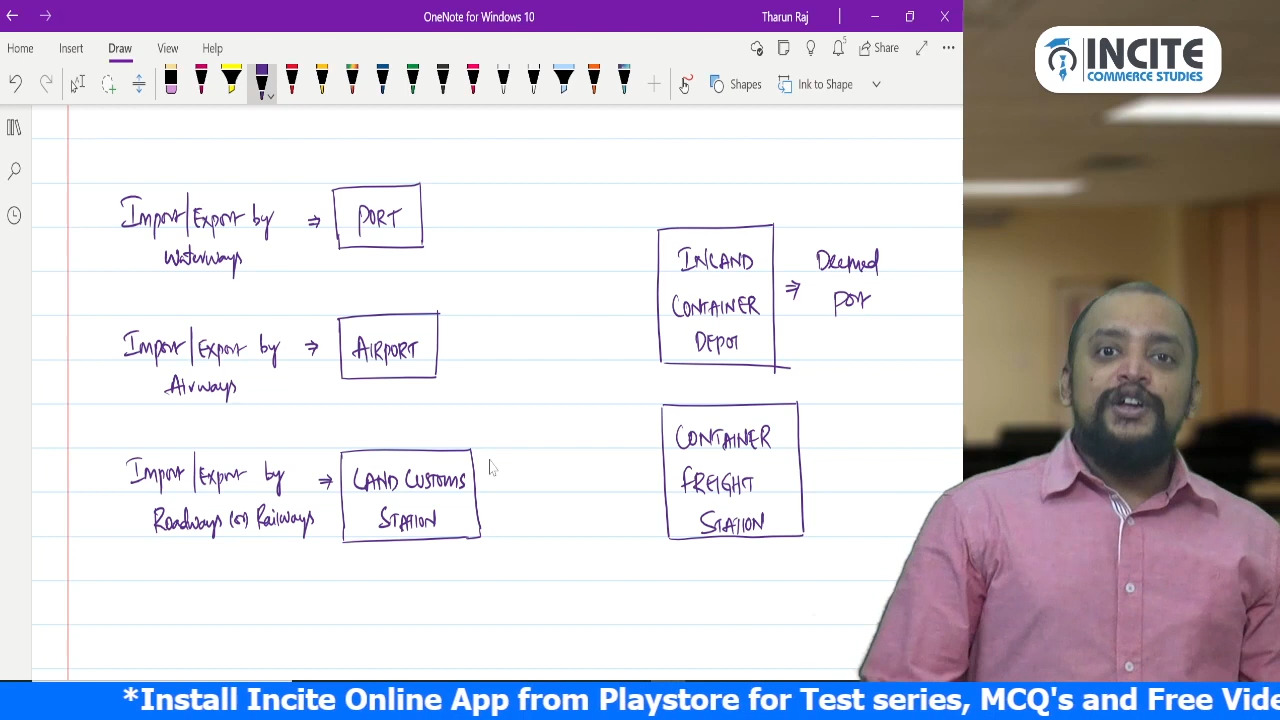 OneNote for Windows 10
Tharun Raj
Home Insert Draw View Help
5
Share
Shapes
Ink to Shape
INCITE
COMMERCE STUDIES
Import/Export by
Waterways
⇒ PORT
Import/Export by
Airways
⇒ AIRPORT
Import/Export by
Roadways (or) Railways
⇒ LAND CUSTOMS
STATION
INLAND
CONTAINER
DEPOT
⇒ Deemed
Port
CONTAINER
FREIGHT
STATION
*Install Incite Online App from Playstore for Test series, MCQ's and Free Vide